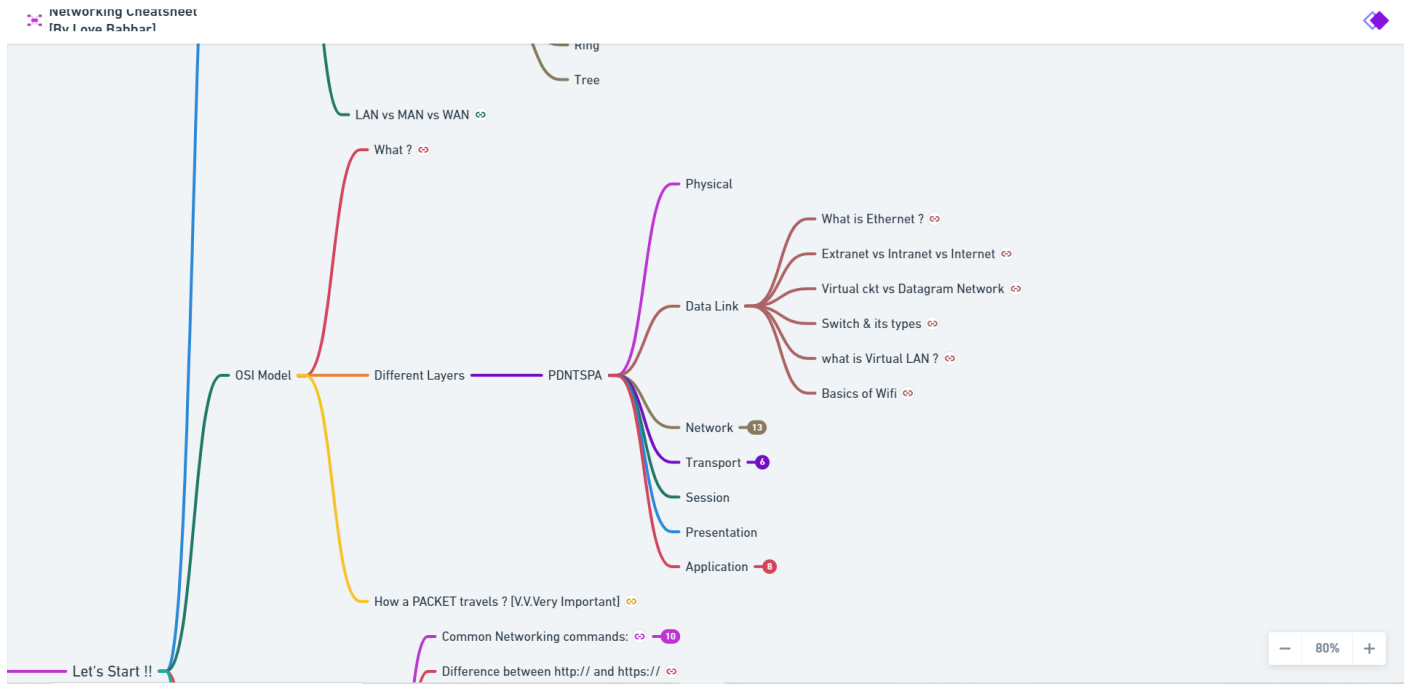 Networking Cheatsheet
[By Love Babbar]
Ring
Tree
LAN vs MAN vs WAN
What ?
Physical
What is Ethernet ?
Extranet vs Intranet vs Internet
Virtual ckt vs Datagram Network
Data Link
Switch & its types
what is Virtual LAN ?
OSI Model
Different Layers
PDNTSPA
Basics of Wifi
Network
13
Transport
6
Session
Presentation
Application
8
How a PACKET travels ? [V.V.Very Important]
Common Networking commands:
10
Let's Start !!
Difference between http:// and https://
80%